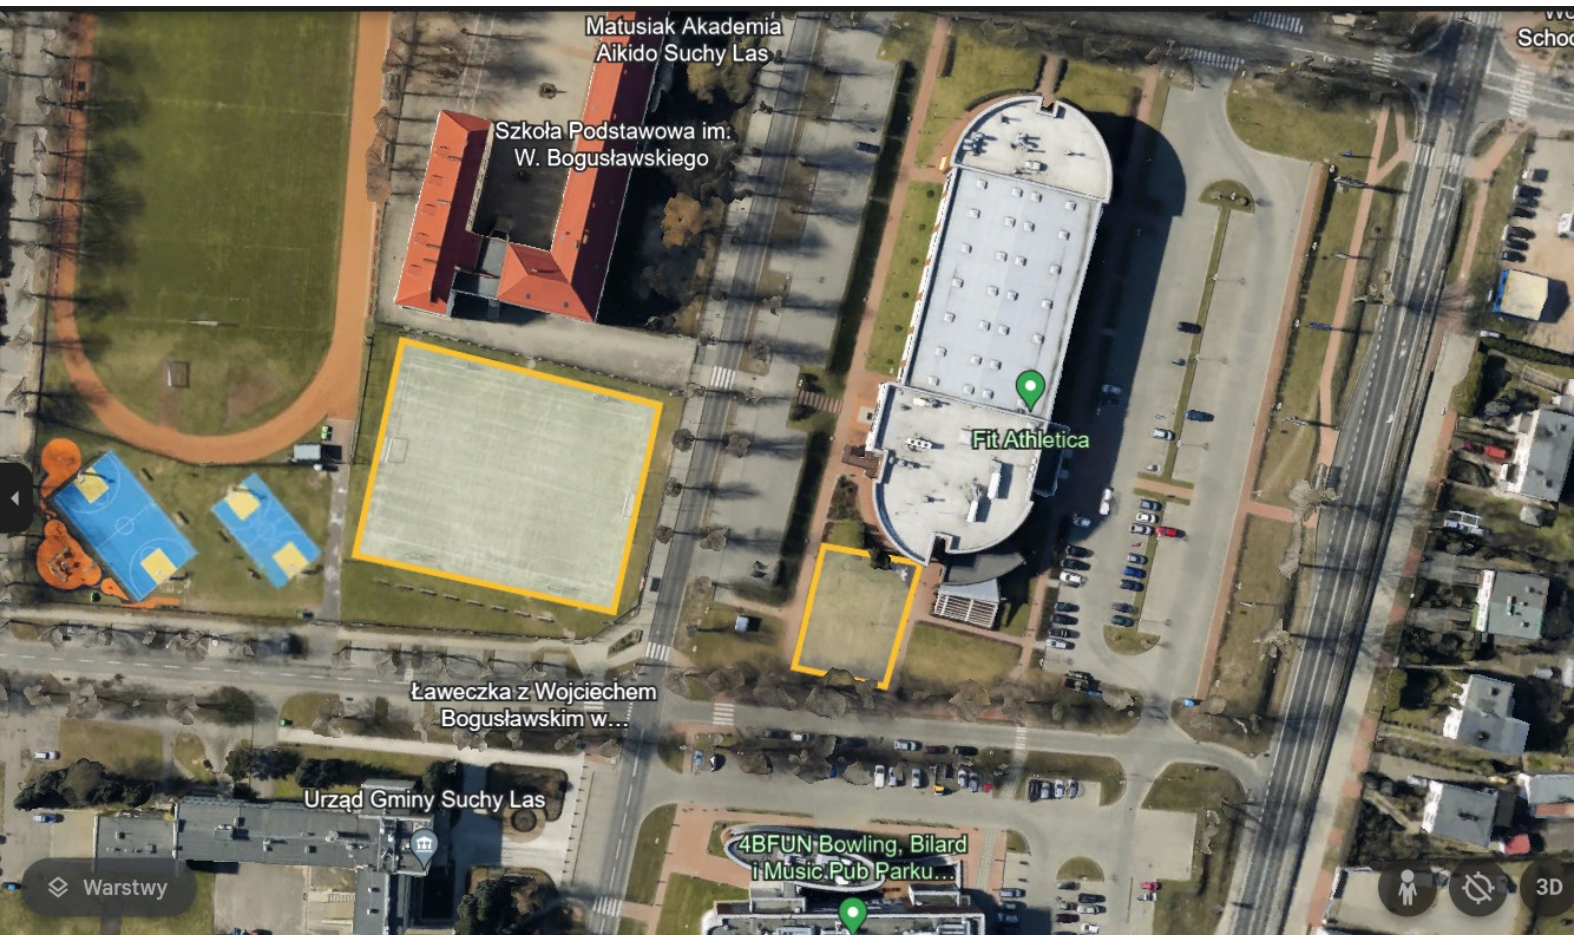 Matusiak Akademia
Aikido Suchy Las
Szkoła Podstawowa im.
W. Bogusławskiego
Fit Athletica
Ławeczka z Wojciechem
Bogusławskim w...
Urząd Gminy Suchy Las
4BFUN Bowling, Bilard
i Music Pub Parku...
Warstwy
3D